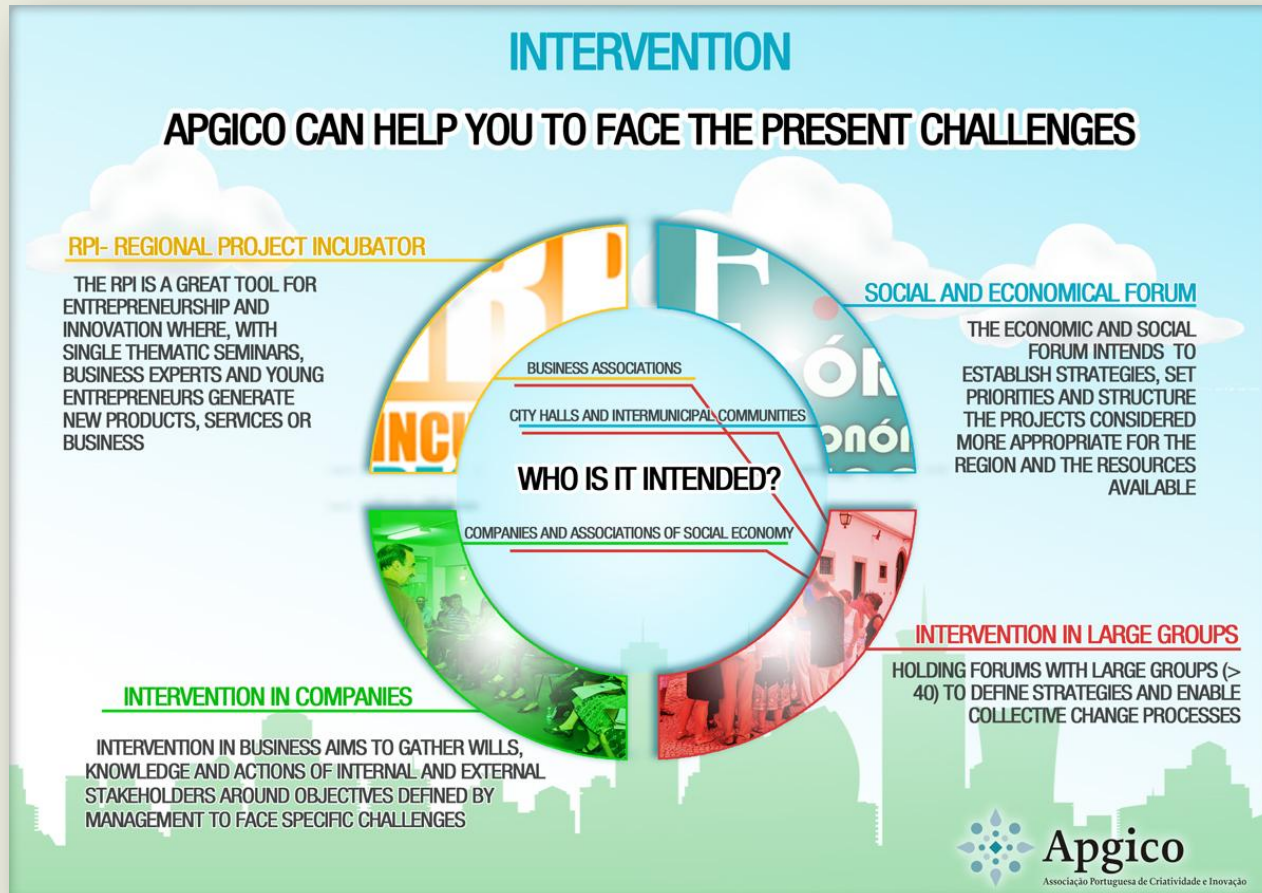 INTERVENTION
APGICO CAN HELP YOU TO FACE THE PRESENT CHALLENGES
RPI- REGIONAL PROJECT INCUBATOR
THE RPI IS A GREAT TOOL FOR
ENTREPRENEURSHIP AND
INNOVATION WHERE, WITH
SINGLE THEMATIC SEMINARS,
BUSINESS EXPERTS AND YOUNG
ENTREPRENEURS GENERATE
NEW PRODUCTS, SERVICES OR
BUSINESS
SOCIAL AND ECONOMICAL FORUM
THE ECONOMIC AND SOCIAL
FORUM INTENDS TO
ESTABLISH STRATEGIES, SET
PRIORITIES AND STRUCTURE
THE PROJECTS CONSIDERED
MORE APPROPRIATE FOR THE
REGION AND THE RESOURCES
AVAILABLE
BUSINESS ASSOCIATIONS
CITY HALLS AND INTERMUNICIPAL COMMUNITIES
WHO IS IT INTENDED?
COMPANIES AND ASSOCIATIONS OF SOCIAL ECONOMY
INTERVENTION IN COMPANIES
INTERVENTION IN BUSINESS AIMS TO GATHER WILLS,
KNOWLEDGE AND ACTIONS OF INTERNAL AND EXTERNAL
STAKEHOLDERS AROUND OBJECTIVES DEFINED BY
MANAGEMENT TO FACE SPECIFIC CHALLENGES
INTERVENTION IN LARGE GROUPS
HOLDING FORUMS WITH LARGE GROUPS (>
40) TO DEFINE STRATEGIES AND ENABLE
COLLECTIVE CHANGE PROCESSES
Apgico
Associação Portuguesa de Criatividade e Inovação